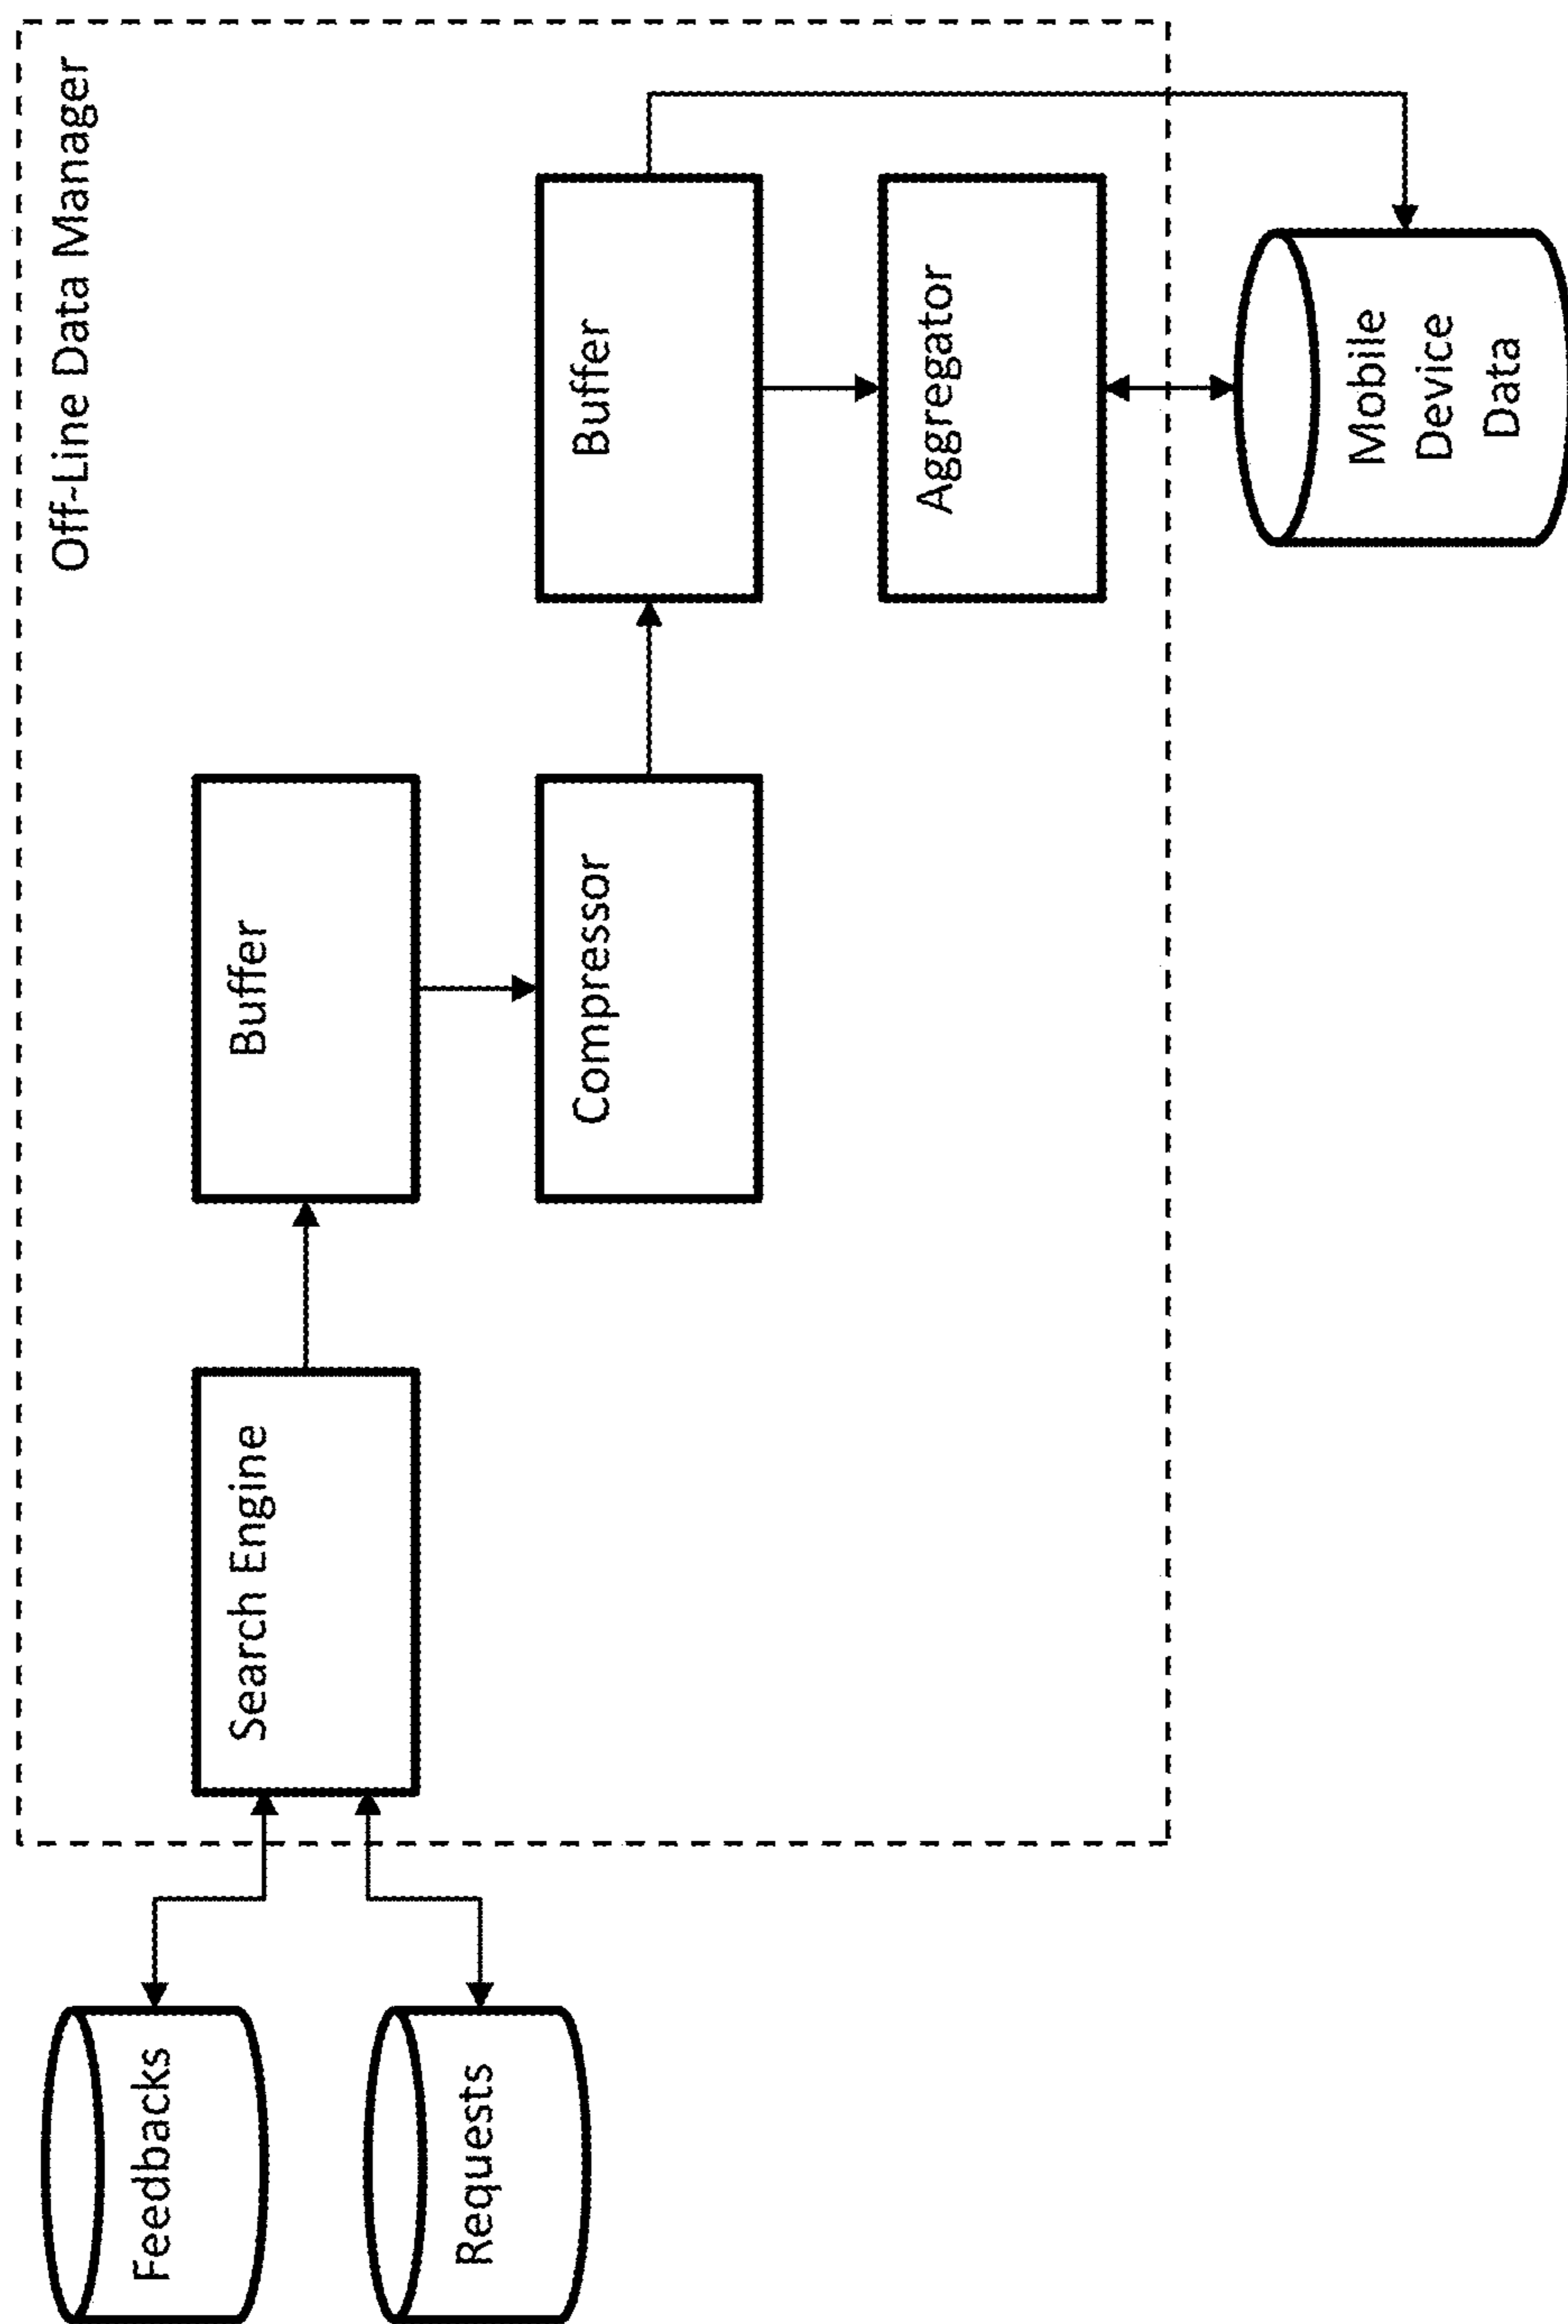 Off-Line Data Manager
Feedbacks
Requests
Search Engine
Buffer
Compressor
Buffer
Aggregator
Mobile
Device
Data